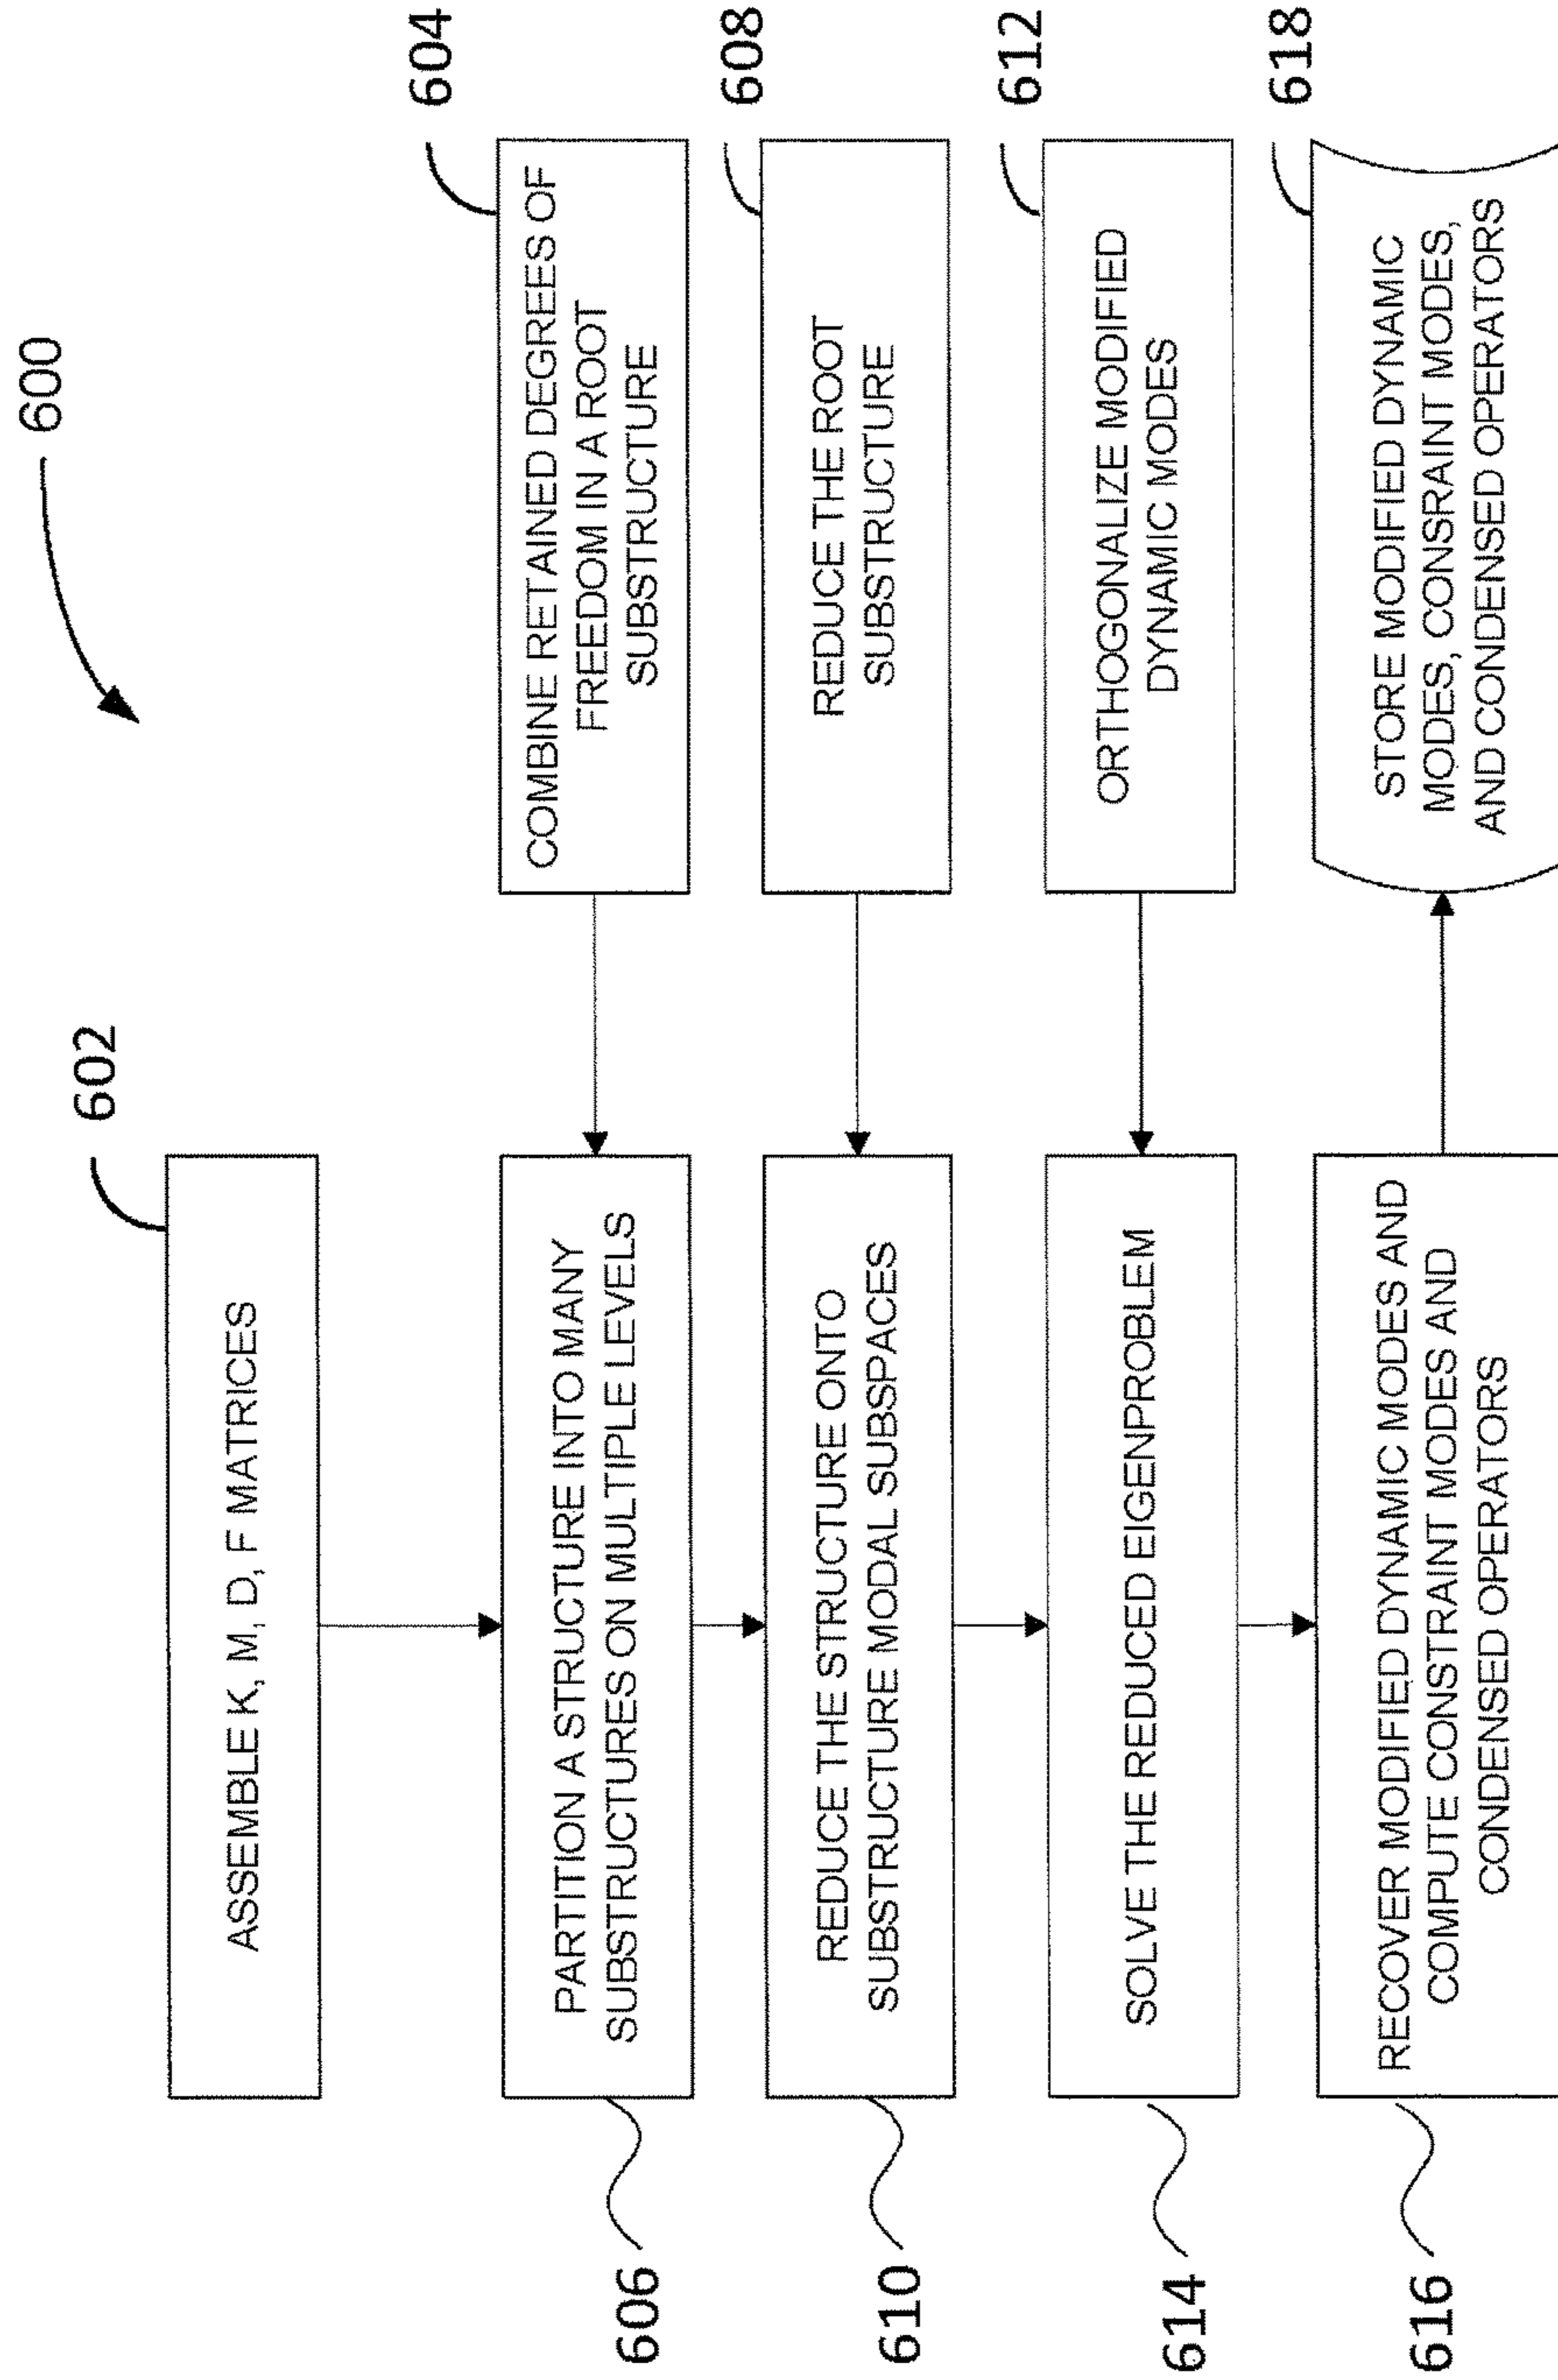 600
602
ASSEMBLE K, M, D, F MATRICES
604
COMBINE RETAINED DEGREES OF
FREEDOM IN A ROOT
SUBSTRUCTURE
606
PARTITION A STRUCTURE INTO MANY
SUBSTRUCTURES ON MULTIPLE LEVELS
608
REDUCE THE ROOT
SUBSTRUCTURE
610
REDUCE THE STRUCTURE ONTO
SUBSTRUCTURE MODAL SUBSPACES
612
ORTHOGONALIZE MODIFIED
DYNAMIC MODES
614
SOLVE THE REDUCED EIGENPROBLEM
616
RECOVER MODIFIED DYNAMIC MODES AND
COMPUTE CONSTRAINT MODES AND
CONDENSED OPERATORS
618
STORE MODIFIED DYNAMIC
MODES, CONSRAINT MODES,
AND CONDENSED OPERATORS